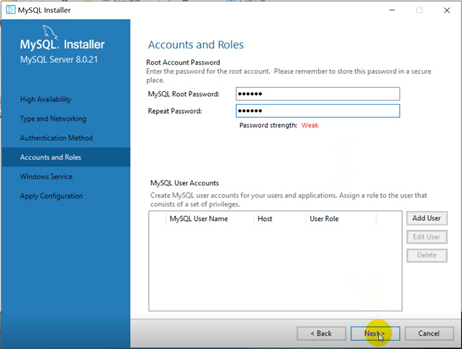 MySQL Installer
MySQL. Installer
MySQL Server 8.0.21
High Availability
Type and Networking
Authentication Method
Accounts and Roles
Windows Service
Apply Configuration
Accounts and Roles
Root Account Password
Enter the password for the root account. Please remember to store this password in a secure
place.
MySQL Root Password: ●●●●●●
Repeat Password: ●●●●●●
Password strength: Weak
MySQL User Accounts
Create MySQL user accounts for your users and applications. Assign a role to the user that
consists of a set of privileges.
MySQL User Name Host User Role
Add User
Edit User
Delete
< Back Next > Cancel